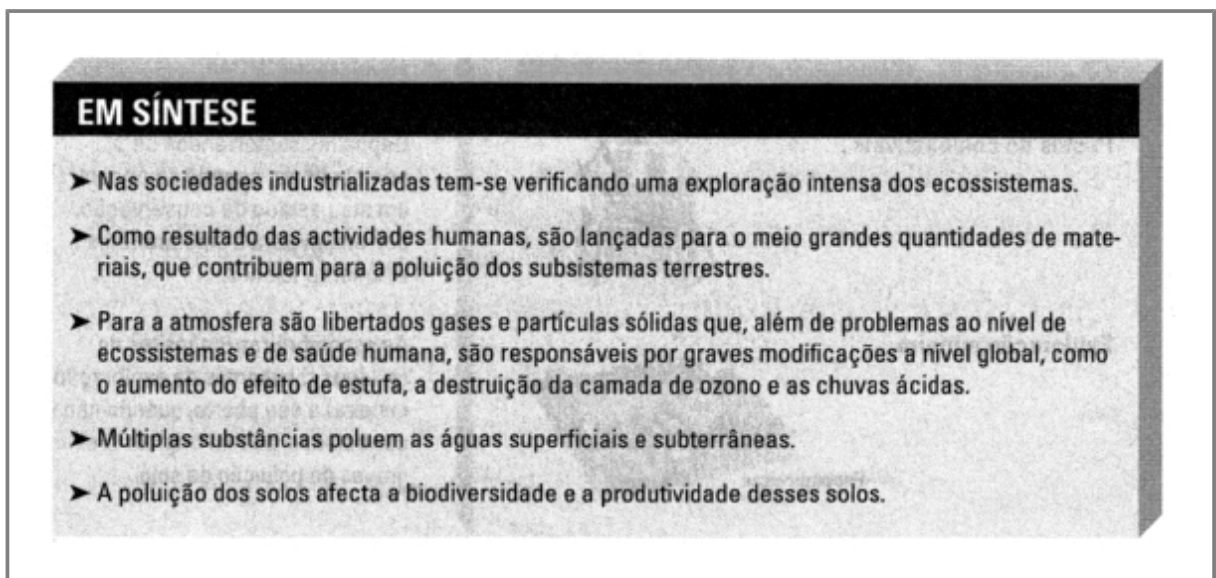 EM SÍNTESE
➤ Nas sociedades industrializadas tem-se verificando uma exploração intensa dos ecossistemas.
➤ Como resultado das actividades humanas, são lançadas para o meio grandes quantidades de mate-
riais, que contribuem para a poluição dos subsistemas terrestres.
➤ Para a atmosfera são libertados gases e partículas sólidas que, além de problemas ao nível de
ecossistemas e de saúde humana, são responsáveis por graves modificações a nível global, como
o aumento do efeito de estufa, a destruição da camada de ozono e as chuvas ácidas.
➤ Múltiplas substâncias poluem as águas superficiais e subterrâneas.
➤ A poluição dos solos afecta a biodiversidade e a produtividade desses solos.